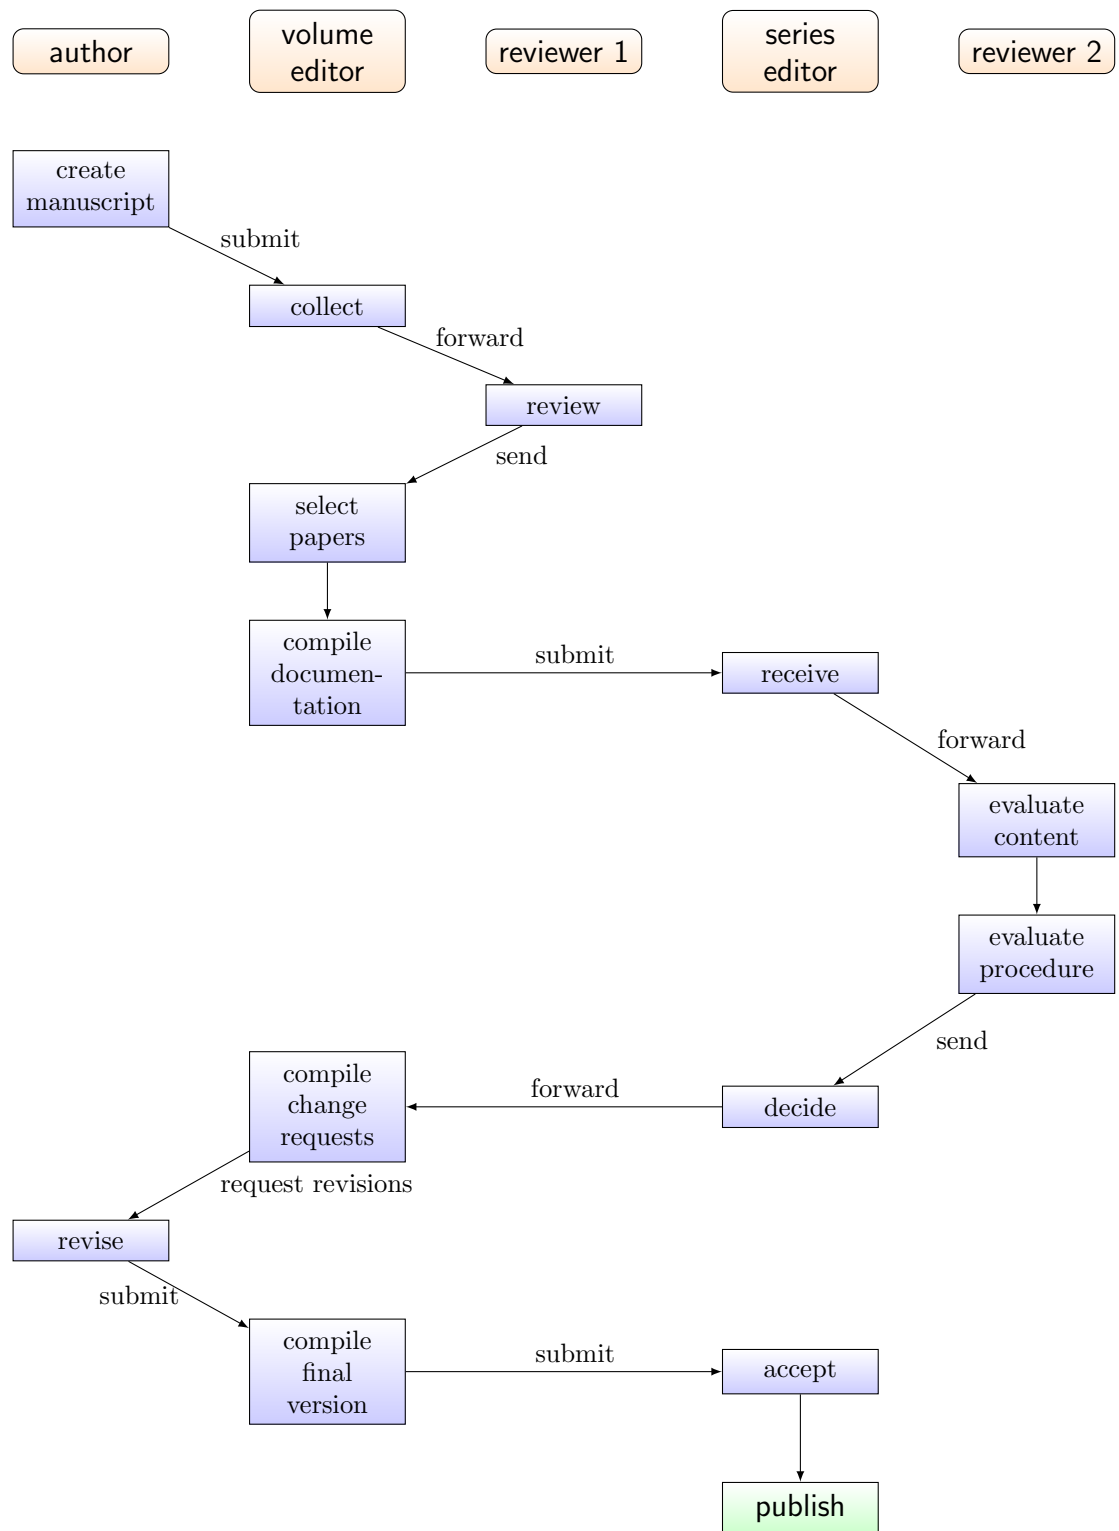 author
volume
editor
reviewer 1
series
editor
reviewer 2
create
manuscript
submit
collect
forward
review
send
select
papers
compile
documen-
tation
submit
receive
forward
evaluate
content
evaluate
procedure
send
compile
change
requests
forward
decide
request revisions
revise
submit
compile
final
version
submit
accept
publish